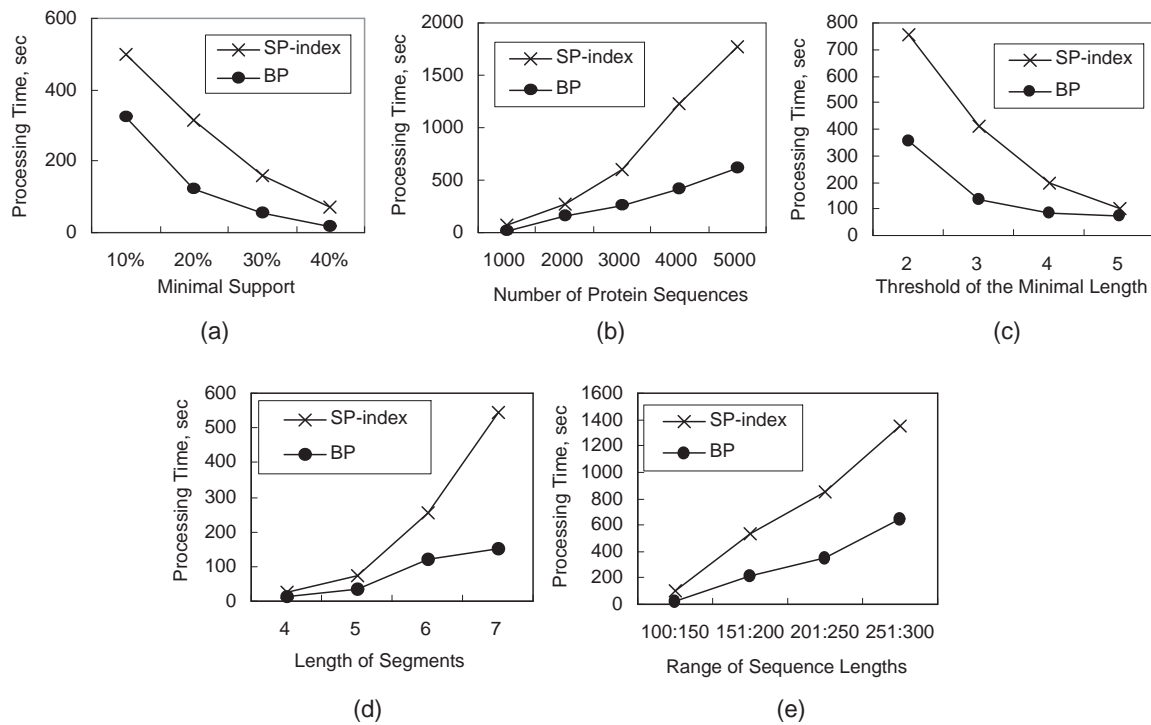 Processing Time, sec
600
400
200
0
SP-index
BP
10% 20% 30% 40%
Minimal Support
(a)
Processing Time, sec
2000
1500
1000
500
0
SP-index
BP
1000 2000 3000 4000 5000
Number of Protein Sequences
(b)
Processing Time, sec
800
700
600
500
400
300
200
100
0
SP-index
BP
2 3 4 5
Threshold of the Minimal Length
(c)
Processing Time, sec
600
500
400
300
200
100
0
SP-index
BP
4 5 6 7
Length of Segments
(d)
Processing Time, sec
1600
1400
1200
1000
800
600
400
200
0
SP-index
BP
100:150 151:200 201:250 251:300
Range of Sequence Lengths
(e)